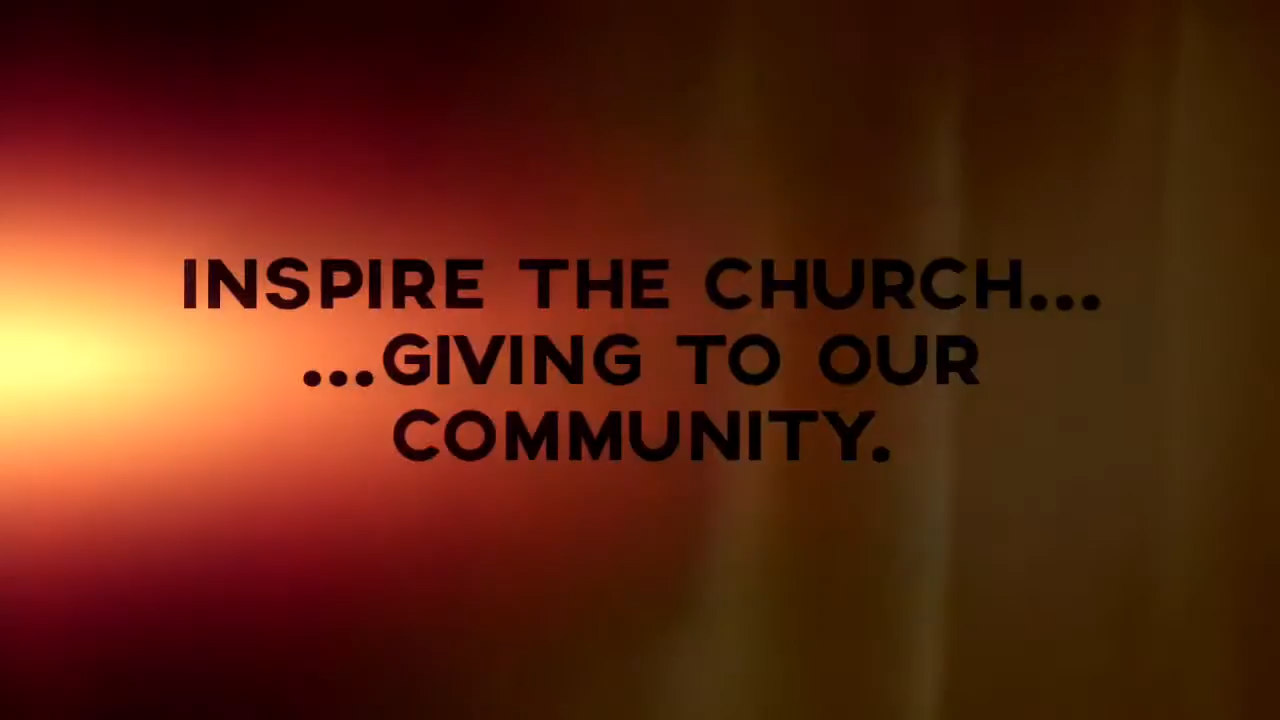 INSPIRE THE CHURCH...
...GIVING TO OUR
COMMUNITY.